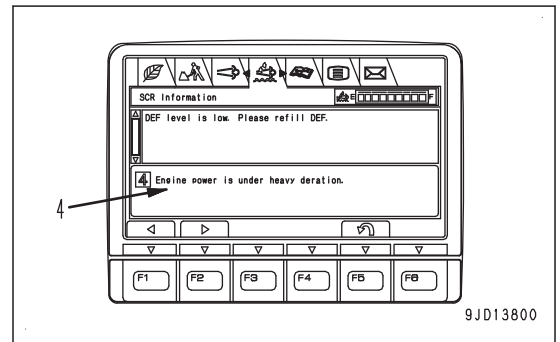 SCR Information
E F
DEF level is low. Please refill DEF.
4 Engine power is under heavy deration.
4
F1 F2 F3 F4 F5 F6
9JD13800